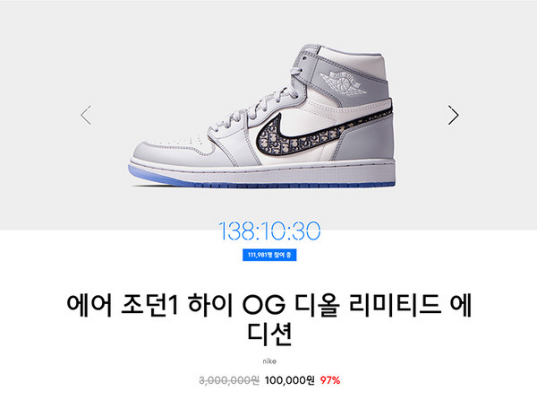 138:10:30
111,981명 참여 중
에어 조던1 하이 OG 디올 리미티드 에
디션
nike
3,000,000원 100,000원 97%